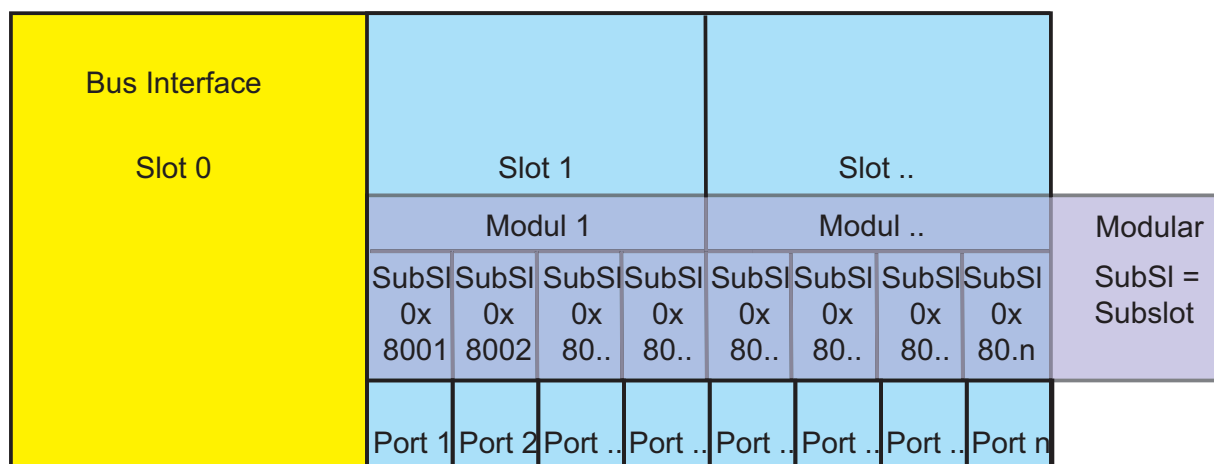 Bus Interface
Slot 0
Slot 1
Slot ..
Modul 1
Modul ..
Modular
SubSl SubSl SubSl SubSl SubSl SubSl SubSl SubSl
0x 0x 0x 0x 0x 0x 0x 0x
8001 8002 80.. 80.. 80.. 80.. 80.. 80.n
SubSl =
Subslot
Port 1 Port 2 Port .. Port .. Port .. Port .. Port .. Port n